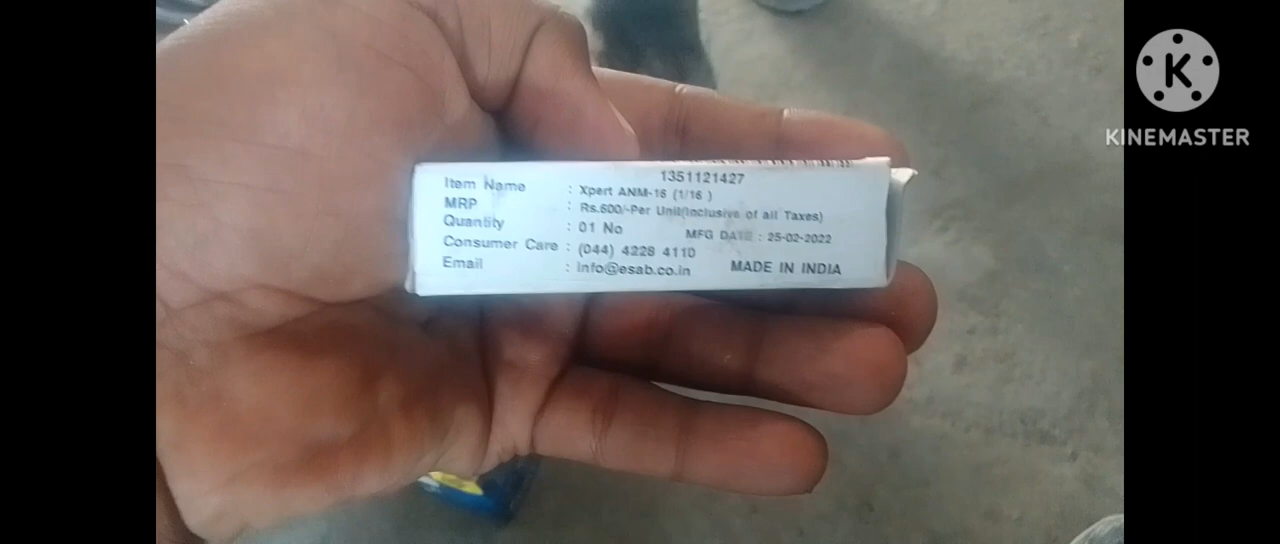 1351121427
Item Name : Xpert ANM-16 (1/16 )
MRP : Rs.600/-Per Unit(Inclusive of all Taxes)
Quantity : 01 No MFG DATE : 25-02-2022
Consumer Care : (044) 4228 4110
Email : info@esab.co.in MADE IN INDIA
K
KINEMASTER